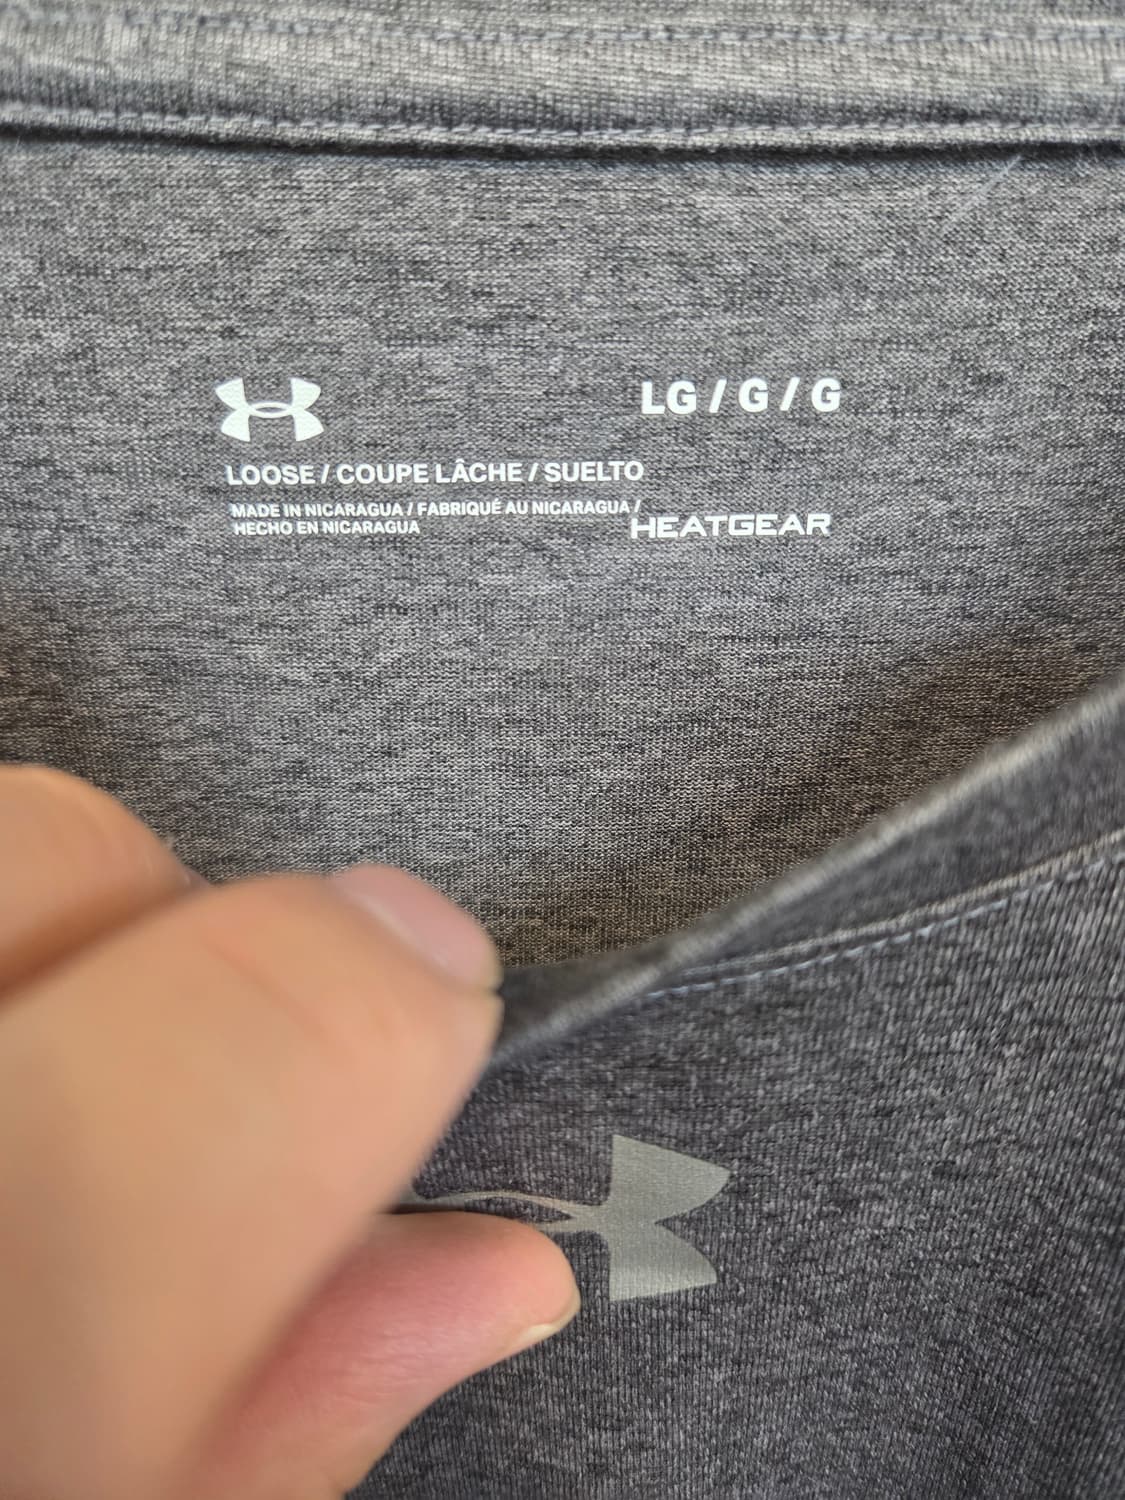 LG / G / G
LOOSE / COUPE LÂCHE / SUELTO
MADE IN NICARAGUA / FABRIQUÉ AU NICARAGUA /
HECHO EN NICARAGUA
HEATGEAR